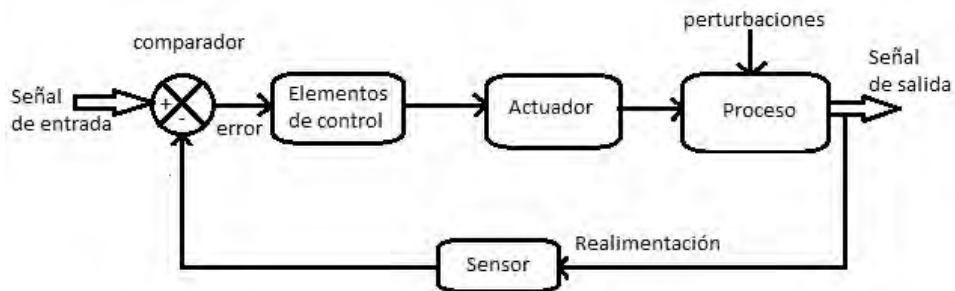 perturbaciones
comparador
Señal
de entrada
+
-
error
Elementos
de control
Actuador
Proceso
Señal
de salida
Realimentación
Sensor